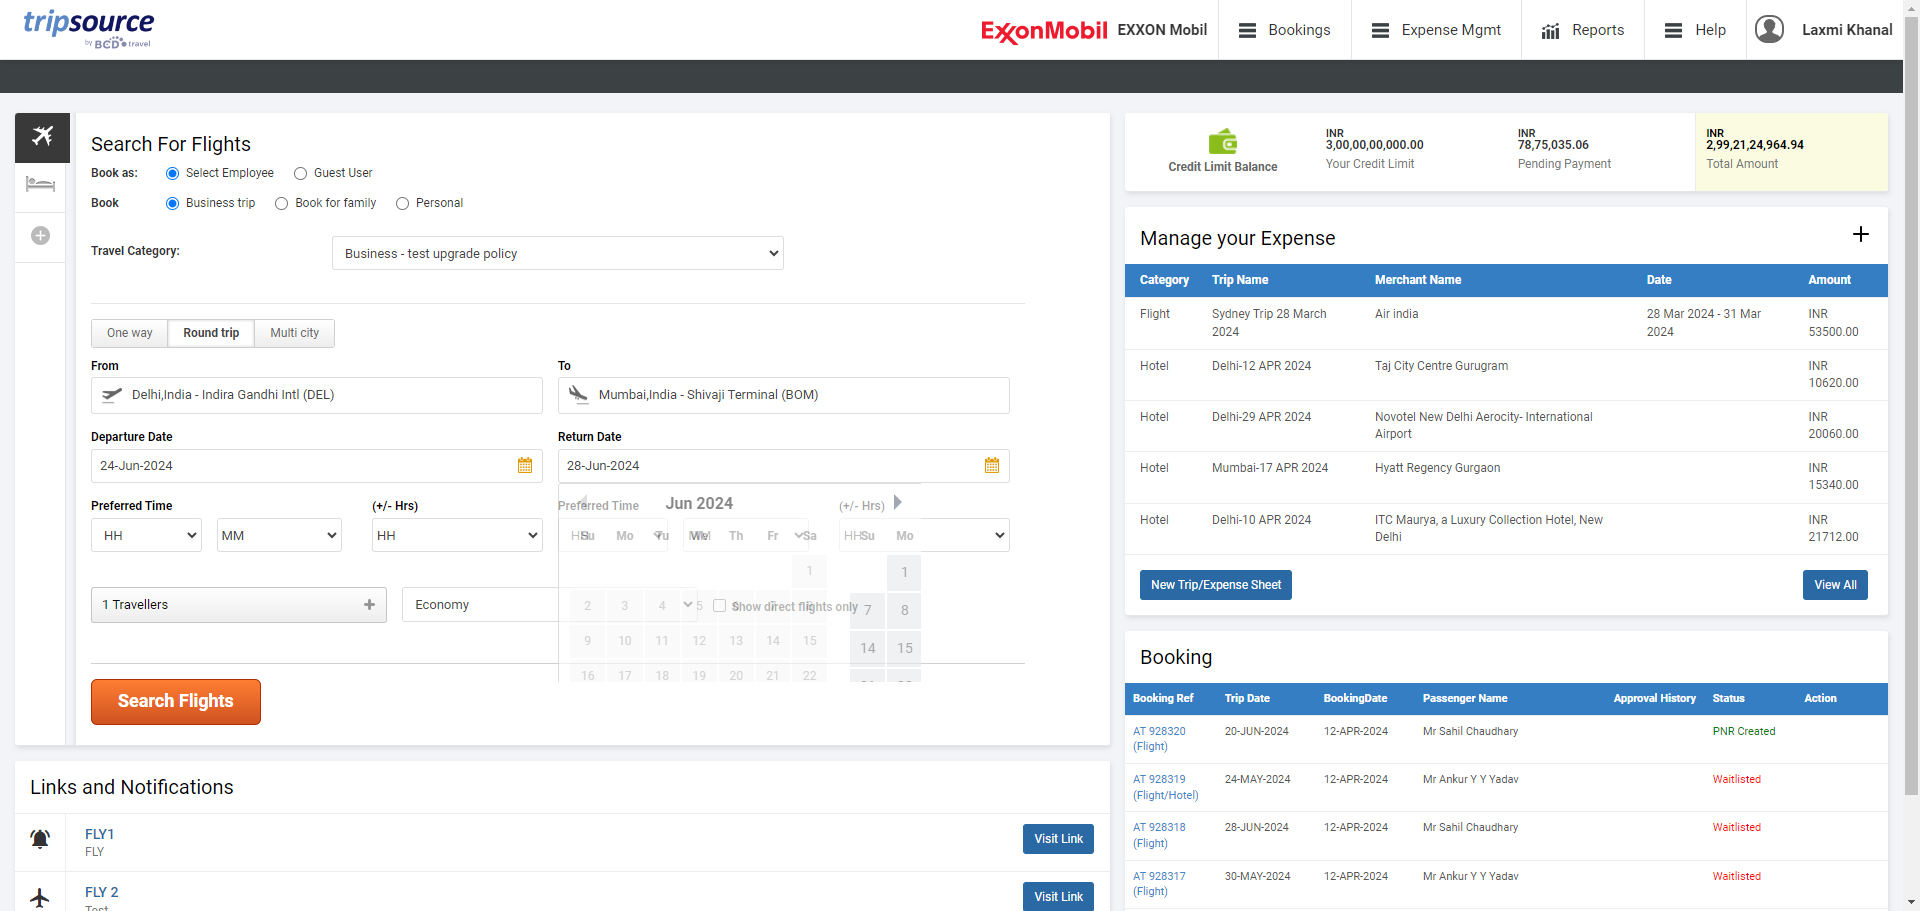 tripsource
by BCD travel
ExxonMobil EXXON Mobil
Bookings
Expense Mgmt
Reports
Help
Laxmi Khanal
Search For Flights
Book as: Select Employee Guest User
Book Business trip Book for family Personal
Travel Category: Business - test upgrade policy
One way Round trip Multi city
From To
Delhi,India - Indira Gandhi Intl (DEL) Mumbai,India - Shivaji Terminal (BOM)
Departure Date Return Date
24-Jun-2024 28-Jun-2024
Preferred Time (+/- Hrs) Preferred Time Jun 2024 (+/- Hrs)
HH MM HH HH Su Mo Tu We MM Th Fr Sa HH Su Mo
1 1
1 Travellers Economy 2 3 4 5 Show direct flights only 7 8
9 10 11 12 13 14 15 14 15
16 17 18 19 20 21 22
Search Flights
Links and Notifications
FLY1
FLY
Visit Link
FLY 2
Test
Visit Link
Credit Limit Balance
INR
3,00,00,00,000.00
Your Credit Limit
INR
78,75,035.06
Pending Payment
INR
2,99,21,24,964.94
Total Amount
Manage your Expense
Category Trip Name Merchant Name Date Amount
Flight Sydney Trip 28 March Air india 28 Mar 2024 - 31 Mar INR
2024 2024 53500.00
Hotel Delhi-12 APR 2024 Taj City Centre Gurugram INR
10620.00
Hotel Delhi-29 APR 2024 Novotel New Delhi Aerocity- International INR
Airport 20060.00
Hotel Mumbai-17 APR 2024 Hyatt Regency Gurgaon INR
15340.00
Hotel Delhi-10 APR 2024 ITC Maurya, a Luxury Collection Hotel, New INR
Delhi 21712.00
New Trip/Expense Sheet View All
Booking
Booking Ref Trip Date BookingDate Passenger Name Approval History Status Action
AT 928320 20-JUN-2024 12-APR-2024 Mr Sahil Chaudhary PNR Created
(Flight)
AT 928319 24-MAY-2024 12-APR-2024 Mr Ankur Y Y Yadav Waitlisted
(Flight/Hotel)
AT 928318 28-JUN-2024 12-APR-2024 Mr Sahil Chaudhary Waitlisted
(Flight)
AT 928317 30-MAY-2024 12-APR-2024 Mr Ankur Y Y Yadav Waitlisted
(Flight)